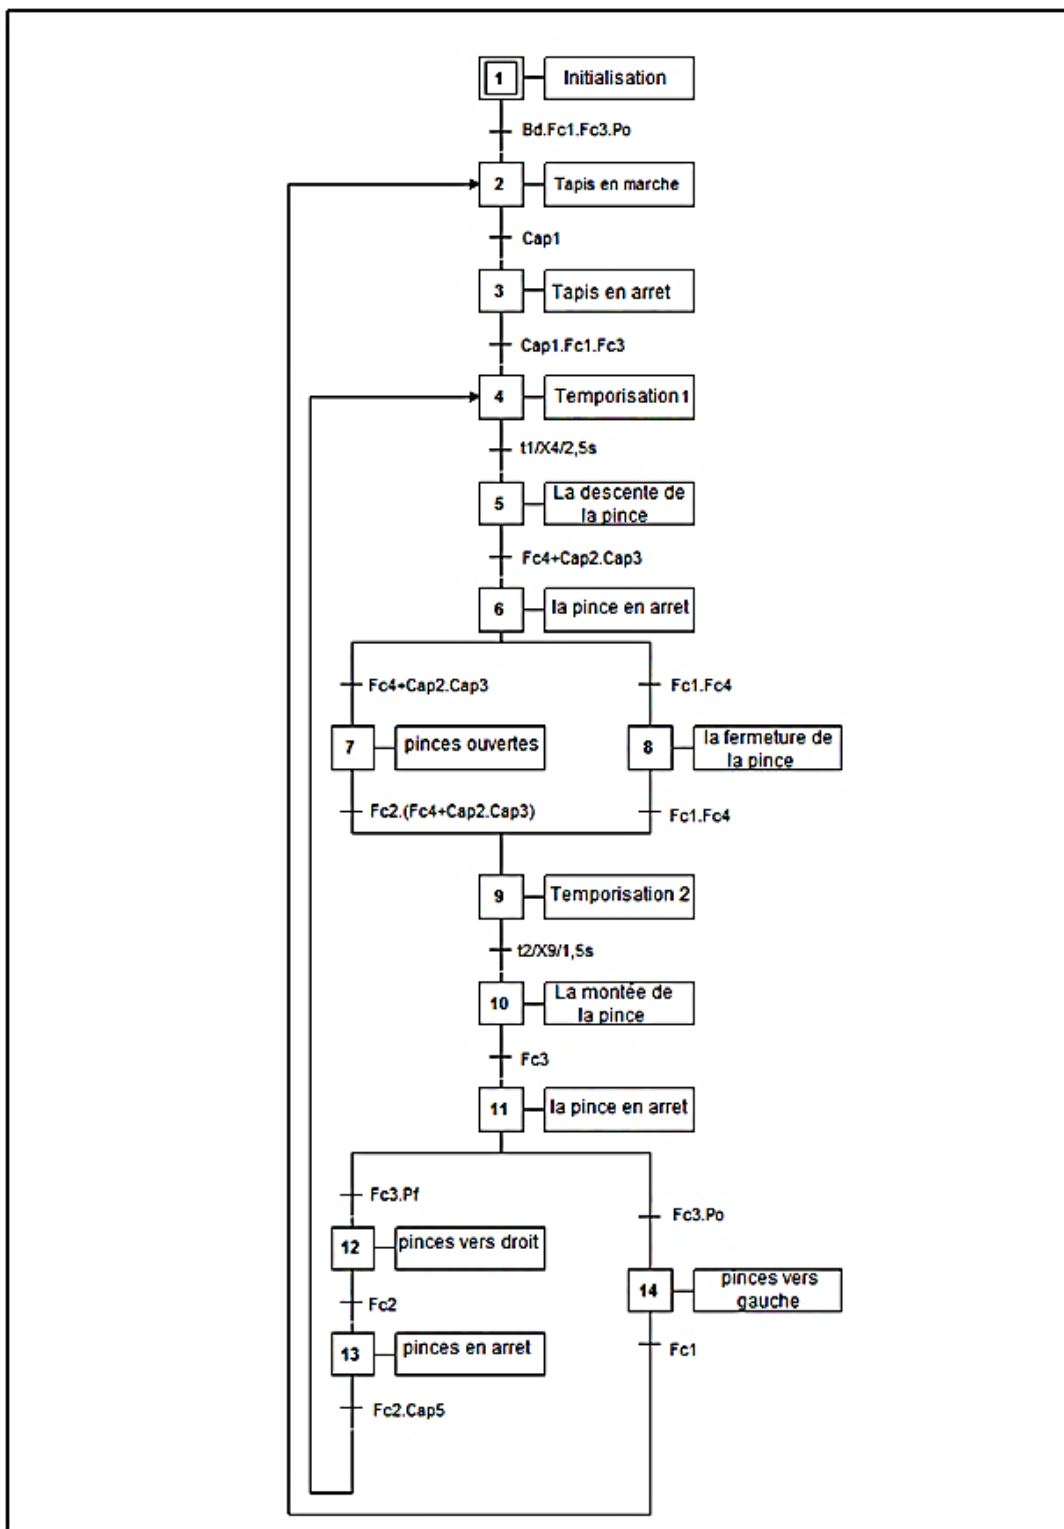 1
Initialisation
Bd.Fc1.Fc3.Po
2
Tapis en marche
Cap1
3
Tapis en arret
Cap1.Fc1.Fc3
4
Temporisation 1
t1/X4/2,5s
5
La descente de
la pince
Fc4+Cap2.Cap3
6
la pince en arret
Fc4+Cap2.Cap3
Fc1.Fc4
7
pinces ouvertes
8
la fermeture de
la pince
Fc2.(Fc4+Cap2.Cap3)
Fc1.Fc4
9
Temporisation 2
t2/X9/1,5s
10
La montée de
la pince
Fc3
11
la pince en arret
Fc3.Pf
Fc3.Po
12
pinces vers droit
14
pinces vers
gauche
Fc2
Fc1
13
pinces en arret
Fc2.Cap5